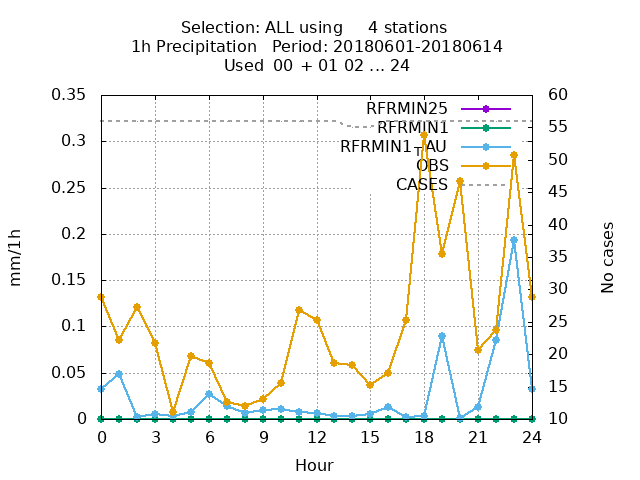 Selection: ALL using     4 stations
1h Precipitation   Period: 20180601-20180614
Used  00 + 01 02 ... 24
0.35
0.3
0.25
0.2
0.15
0.1
0.05
0
60
55
50
45
40
35
30
25
20
15
10
RFRMIN25
RFRMIN1
RFRMIN1_TAU
OBS
CASES
mm/1h
No cases
0 3 6 9 12 15 18 21 24
Hour